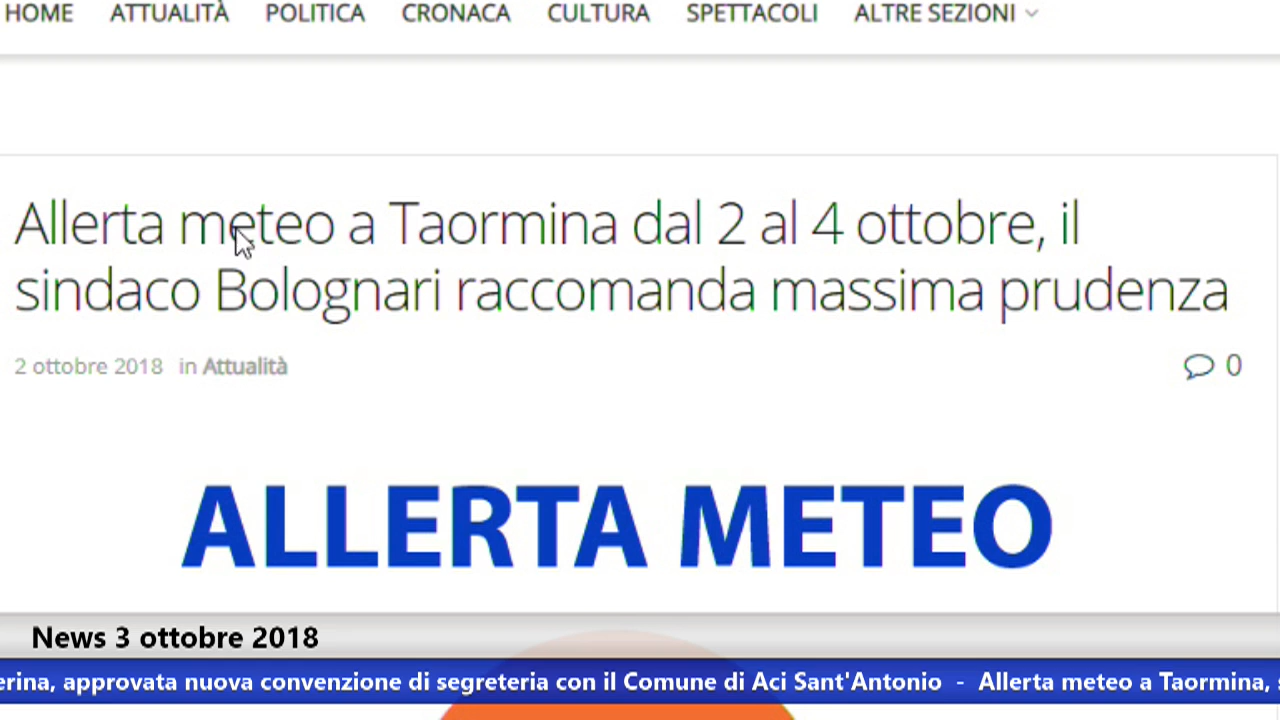 HOME ATTUALITÀ POLITICA CRONACA CULTURA SPETTACOLI ALTRE SEZIONI
Allerta meteo a Taormina dal 2 al 4 ottobre, il
sindaco Bolognari raccomanda massima prudenza
2 ottobre 2018 in Attualità 0
ALLERTA METEO
News 3 ottobre 2018
erina, approvata nuova convenzione di segreteria con il Comune di Aci Sant'Antonio - Allerta meteo a Taormina,